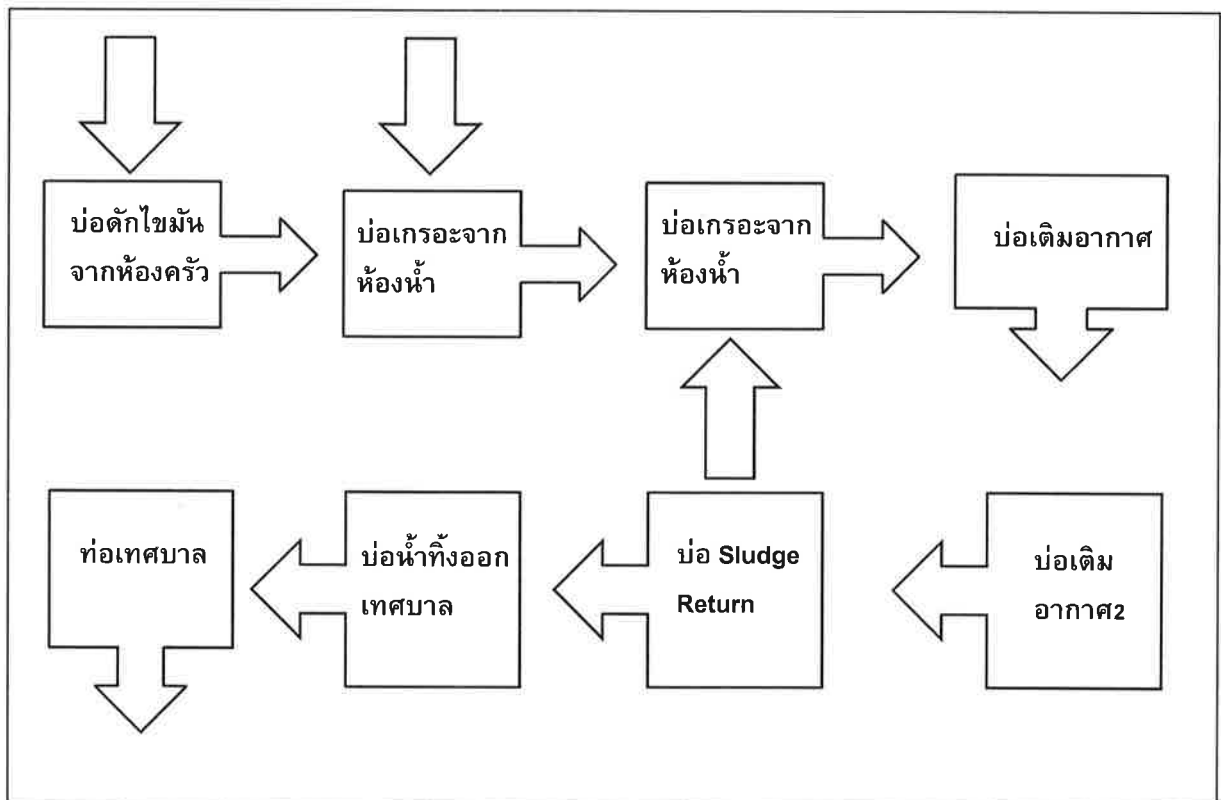 บ่อดักไขมัน
จากห้องครัว
บ่อเกรอะจาก
ห้องน้ำ
บ่อเกรอะจาก
ห้องน้ำ
บ่อเติมอากาศ
ท่อเทศบาล
บ่อน้ำทิ้งออก
เทศบาล
บ่อ Sludge
Return
บ่อเติม
อากาศ2